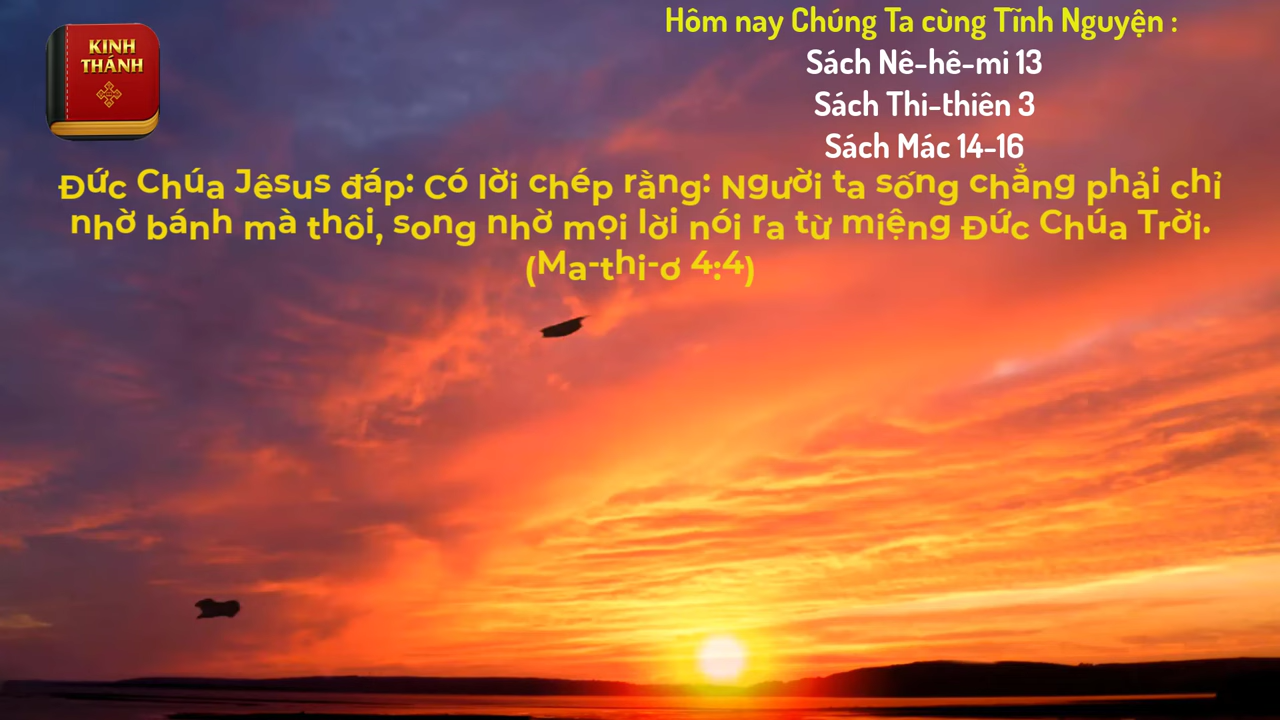 KINH
THÁNH
Hôm nay Chúng Ta cùng Tĩnh Nguyện :
Sách Nê-hê-mi 13
Sách Thi-thiên 3
Sách Mác 14-16
Đức Chúa Jêsus đáp: Có lời chép rằng: Người ta sống chẳng phải chỉ
nhờ bánh mà thôi, song nhờ mọi lời nói ra từ miệng Đức Chúa Trời.
(Ma-thi-ơ 4:4)